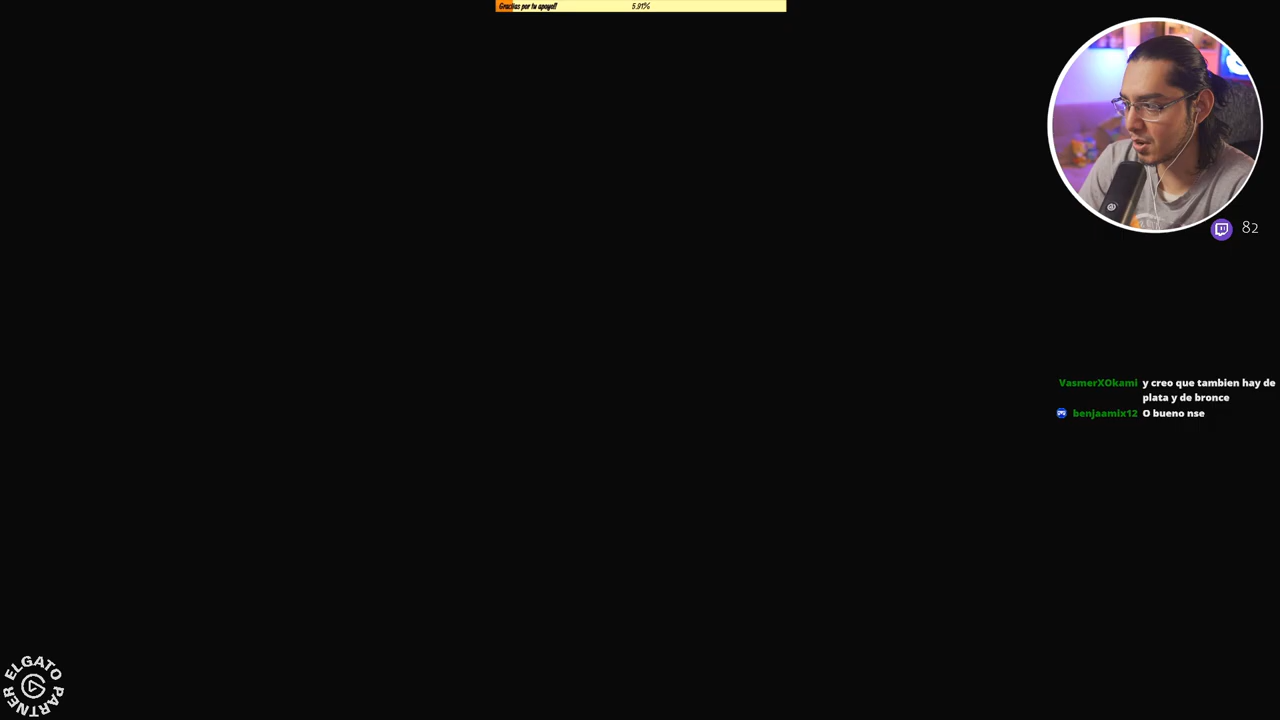 Gracias por tu apoyo!! 5.91%
82
VasmerXOkami y creo que tambien hay de
plata y de bronce
benjaamix12 O bueno nse
ELGATO PARTNER